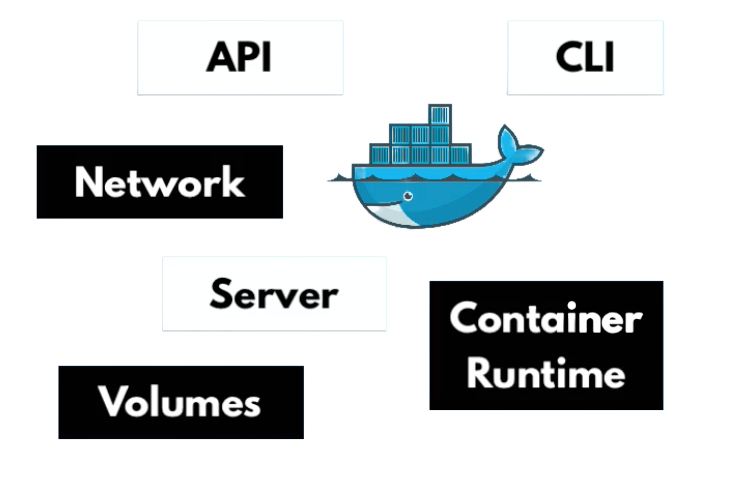 API
CLI
Network
Server
Container
Runtime
Volumes